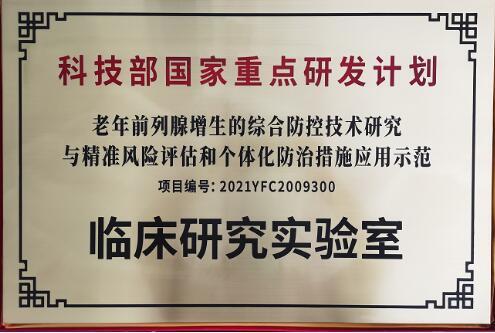 科技部国家重点研发计划
老年前列腺增生的综合防控技术研究
与精准风险评估和个体化防治措施应用示范
项目编号:2021YFC2009300
临床研究实验室